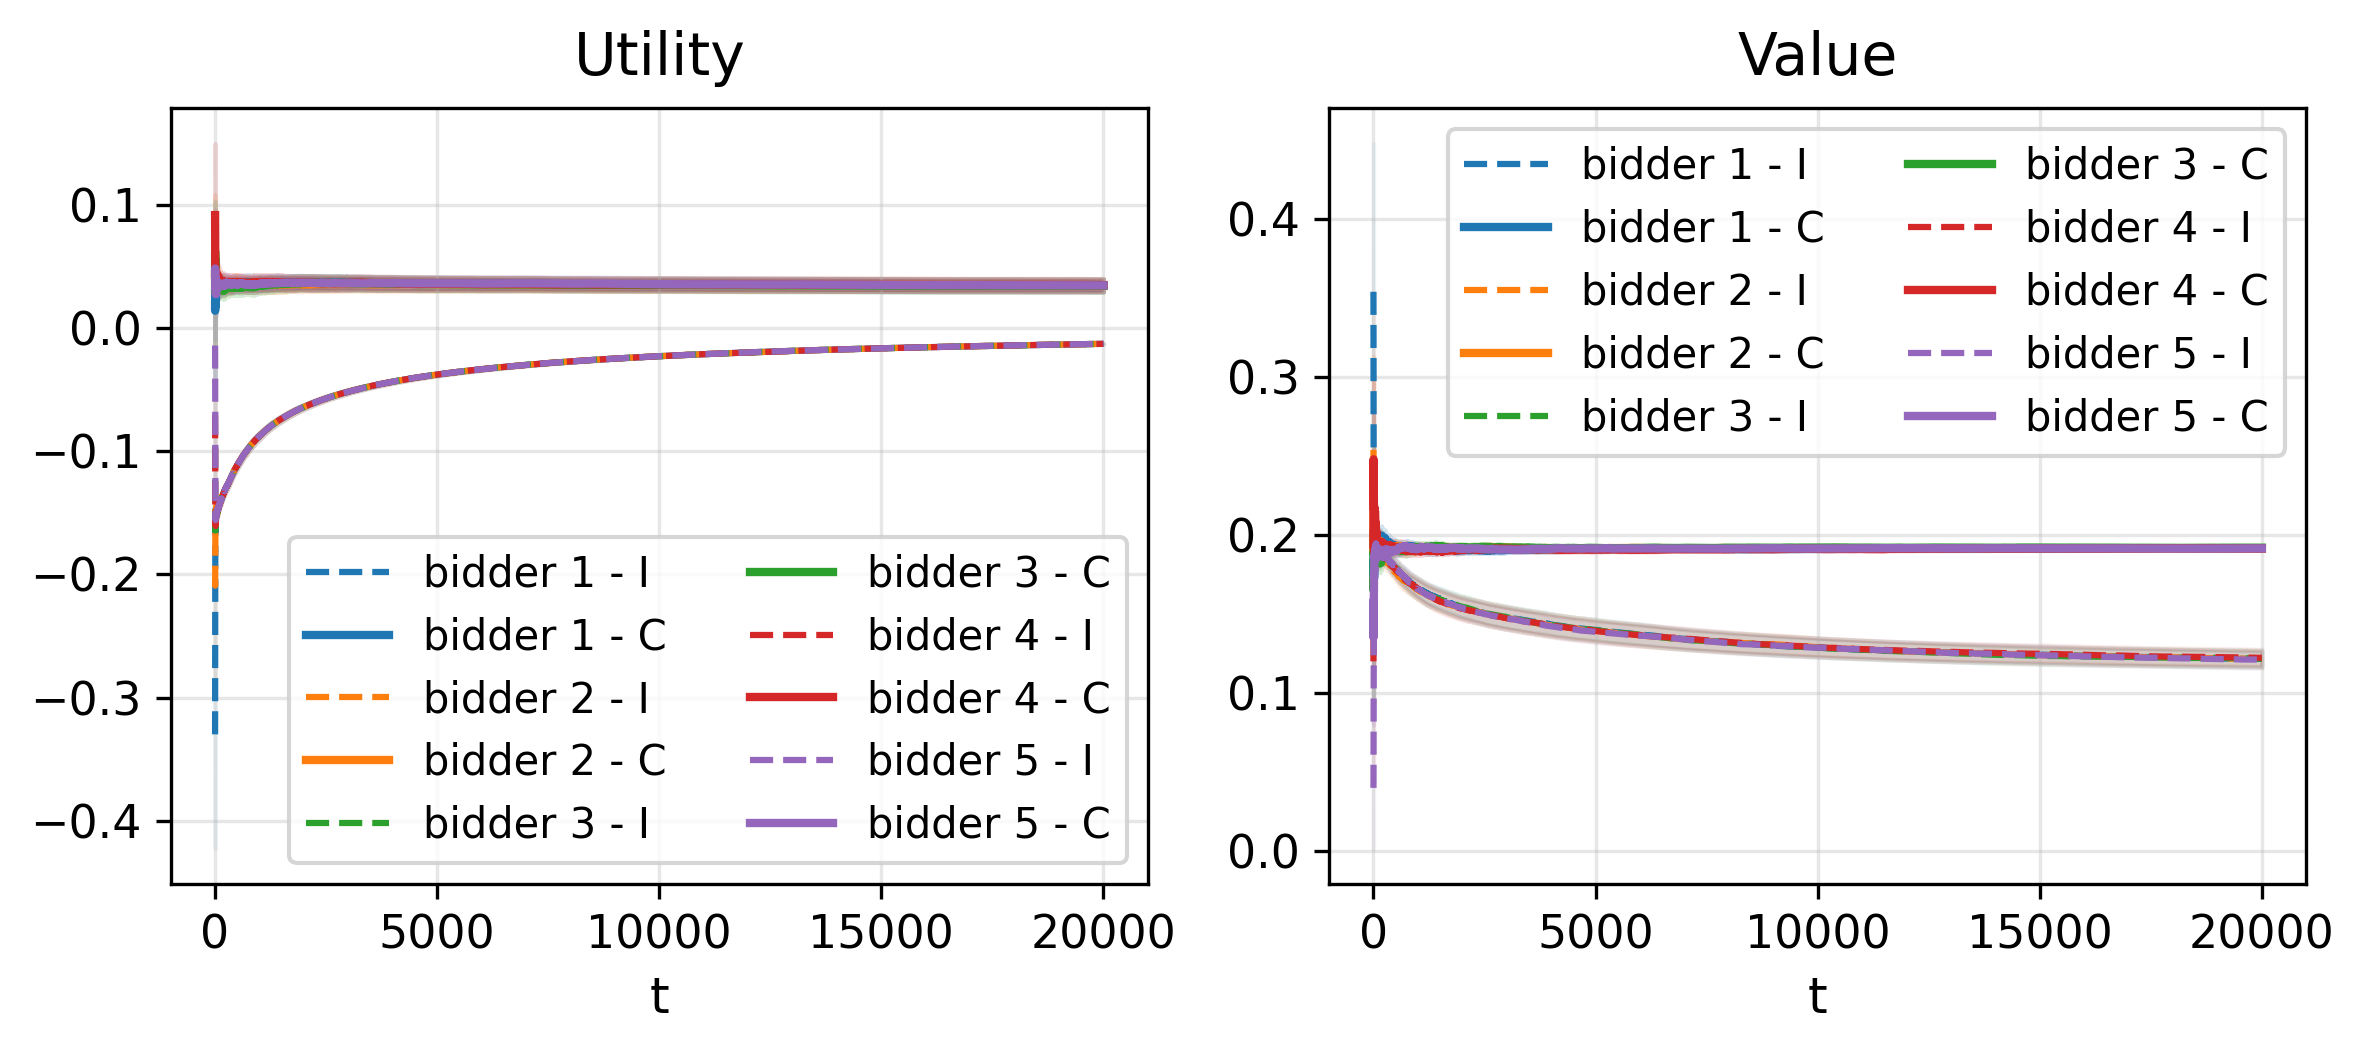 Utility
0.1
0.0
−0.1
−0.2
−0.3
−0.4
bidder 1 - I
bidder 1 - C
bidder 2 - I
bidder 2 - C
bidder 3 - I
bidder 3 - C
bidder 4 - I
bidder 4 - C
bidder 5 - I
bidder 5 - C
0 5000 10000 15000 20000
t
Value
0.4
0.3
0.2
0.1
0.0
bidder 1 - I
bidder 1 - C
bidder 2 - I
bidder 2 - C
bidder 3 - I
bidder 3 - C
bidder 4 - I
bidder 4 - C
bidder 5 - I
bidder 5 - C
0 5000 10000 15000 20000
t